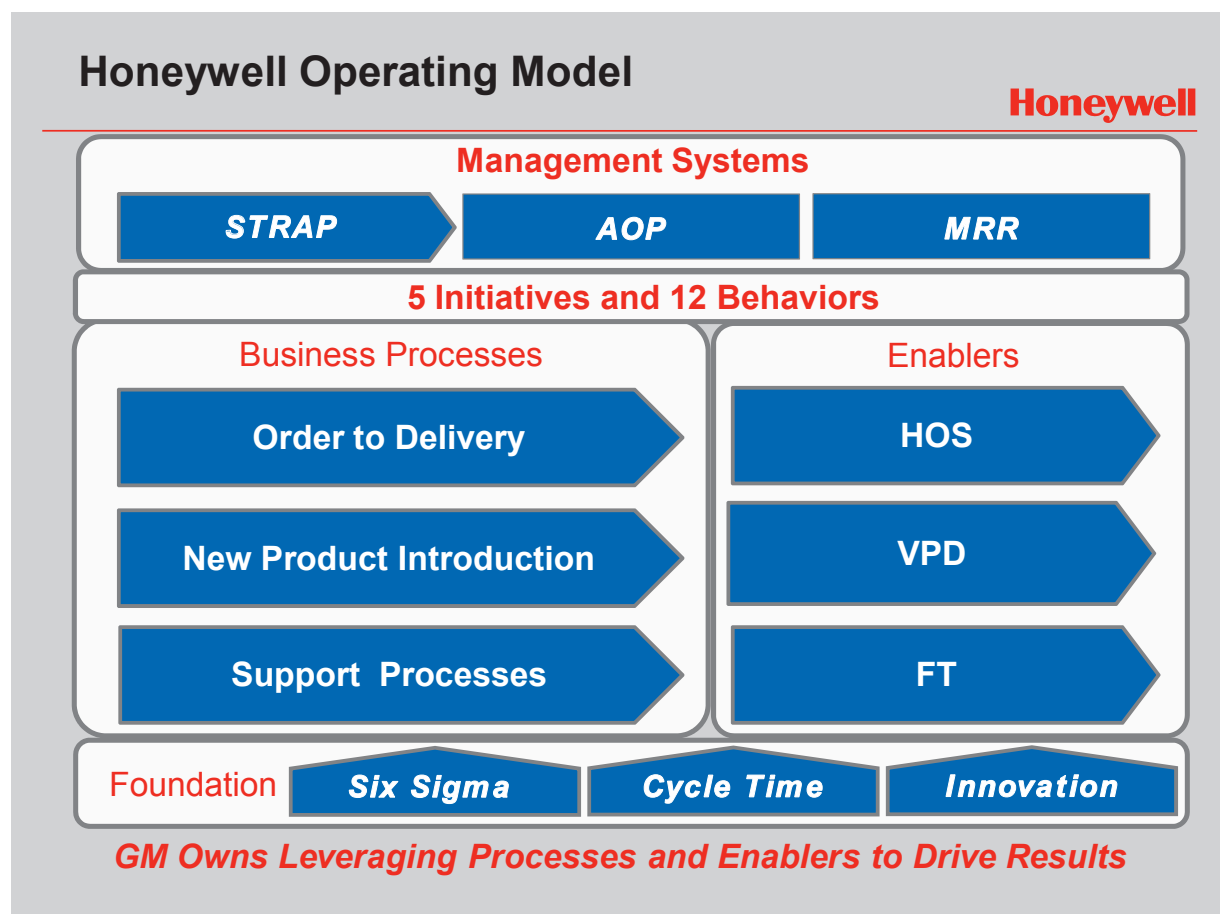 Honeywell Operating Model
Honeywell
Management Systems
STRAP
AOP
MRR
5 Initiatives and 12 Behaviors
Business Processes
Enablers
Order to Delivery
HOS
New Product Introduction
VPD
Support Processes
FT
Foundation
Six Sigma
Cycle Time
Innovation
GM Owns Leveraging Processes and Enablers to Drive Results